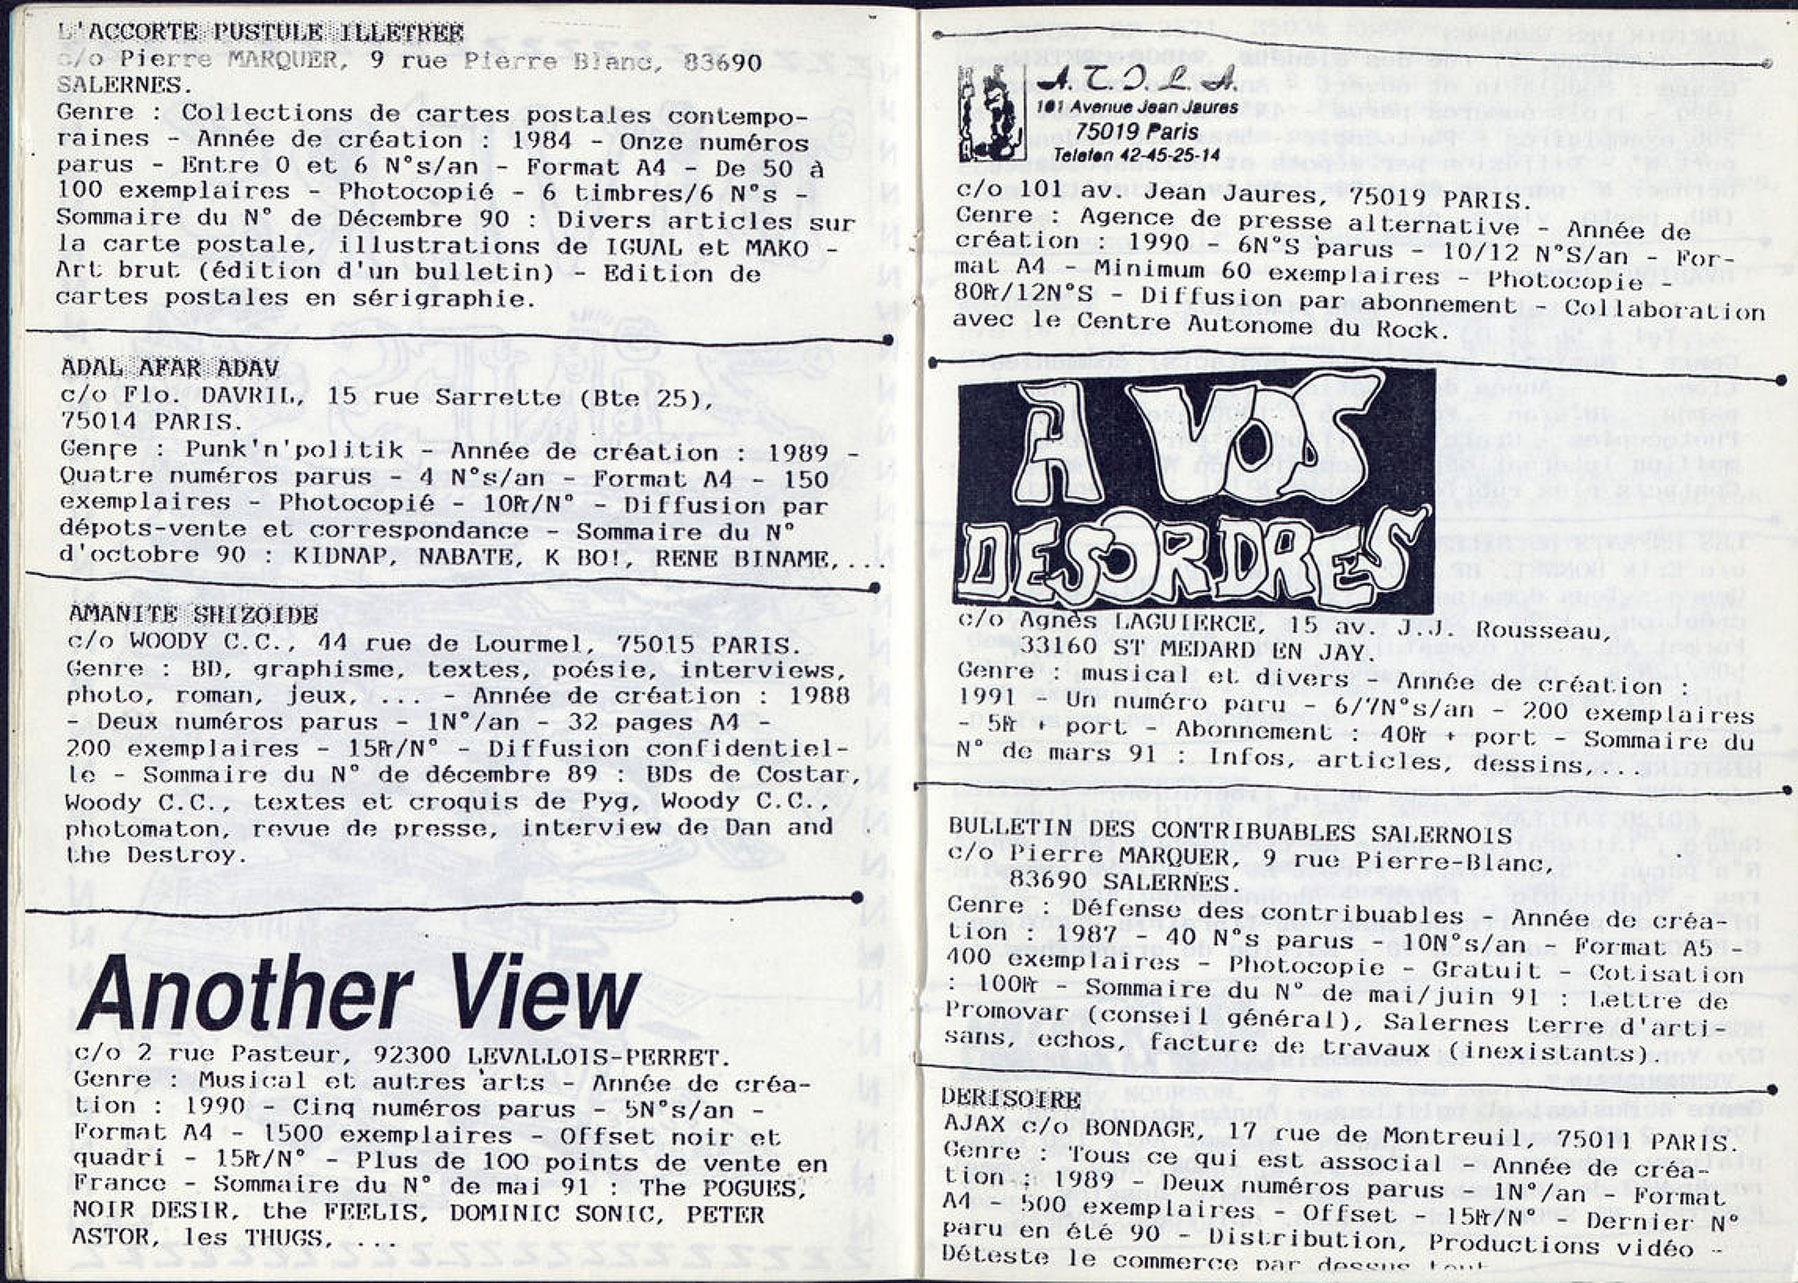 L'ACCORTE PUSTULE ILLETREE
c/o Pierre MARQUER, 9 rue Pierre Blanc, 83690
SALERNES.
Genre : Collections de cartes postales contempo-
raines - Année de création : 1984 - Onze numéros
parus - Entre 0 et 6 N°s/an - Format A4 - De 50 à
100 exemplaires - Photocopié - 6 timbres/6 N°s
Sommaire du N° de Décembre 90 : Divers articles sur
la carte postale, illustrations de IGUAL et MAKO -
Art brut (édition d'un bulletin) - Edition de
cartes postales en sérigraphie.
ADAL AFAR ADAV
c/o Flo. DAVRIL, 15 rue Sarrette (Bte 25),
75014 PARIS.
Genre : Punk'n'politik - Année de création : 1989 -
Quatre numéros parus - 4 N°s/an - Format A4 - 150
exemplaires - Photocopié - 10Fr/N° - Diffusion par
dépots-vente et correspondance - Sommaire du N°
d'octobre 90 : KIDNAP, NABATE, K BO!, RENE BINAME,...
AMANITE SHIZOIDE
c/o WOODY C.C., 44 rue de Lourmel, 75015 PARIS.
Genre : BD, graphisme, textes, poésie, interviews,
photo, roman, jeux, ... - Année de création : 1988
- Deux numéros parus - 1N°/an - 32 pages A4 -
200 exemplaires - 15Fr/N° - Diffusion confidentiel-
le - Sommaire du N° de décembre 89 : BDs de Costar,
Woody C.C., textes et croquis de Pyg, Woody C.C.,
photomaton, revue de presse, interview de Dan and
the Destroy.
Another View
c/o 2 rue Pasteur, 92300 LEVALLOIS-PERRET.
Genre : Musical et autres arts - Année de créa-
tion : 1990 - Cinq numéros parus - 5N°s/an -
Format A4 - 1500 exemplaires - Offset noir et
quadri - 15Fr/N° - Plus de 100 points de vente en
France - Sommaire du N° de mai 91 : The POGUES,
NOIR DESIR, the FEELIS, DOMINIC SONIC, PETER
ASTOR, les THUGS, ...
A.T.I.L.A.
101 Avenue Jean Jaures
75019 Paris
Telefon 42-45-25-14
c/o 101 av. Jean Jaures, 75019 PARIS.
Genre : Agence de presse alternative - Année de
création : 1990 - 6N°S parus - 10/12 N°S/an - For-
mat A4 - Minimum 60 exemplaires - Photocopie -
80Fr/12N°S - Diffusion par abonnement - Collaboration
avec le Centre Autonome du Rock.
A VOS
DESORDRES
c/o Agnès LAGUIERCE, 15 av. J.J. Rousseau,
33160 ST MEDARD EN JAY.
Genre : musical et divers - Année de création :
1991 - Un numéro paru - 6/7N°s/an - 200 exemplaires
- 5Fr + port - Abonnement : 40Fr + port - Sommaire du
N° de mars 91 : Infos, articles, dessins,...
BULLETIN DES CONTRIBUABLES SALERNOIS
c/o Pierre MARQUER, 9 rue Pierre-Blanc,
83690 SALERNES.
Genre : Défense des contribuables - Année de créa-
tion : 1987 - 40 N°s parus - 10N°s/an - Format A5 -
400 exemplaires - Photocopie - Gratuit - Cotisation
: 100Fr - Sommaire du N° de mai/juin 91 : Lettre de
Promovar (conseil général), Salernes terre d'arti-
sans, echos, facture de travaux (inexistants).
DERISOIRE
AJAX c/o BONDAGE, 17 rue de Montreuil, 75011 PARIS.
Genre : Tous ce qui est associal - Année de créa-
tion : 1989 - Deux numéros parus - 1N°/an - Format
A4 - 500 exemplaires - Offset - 15Fr/N° - Dernier N°
paru en été 90 - Distribution, Productions vidéo -
Déteste le commerce par dessus tout